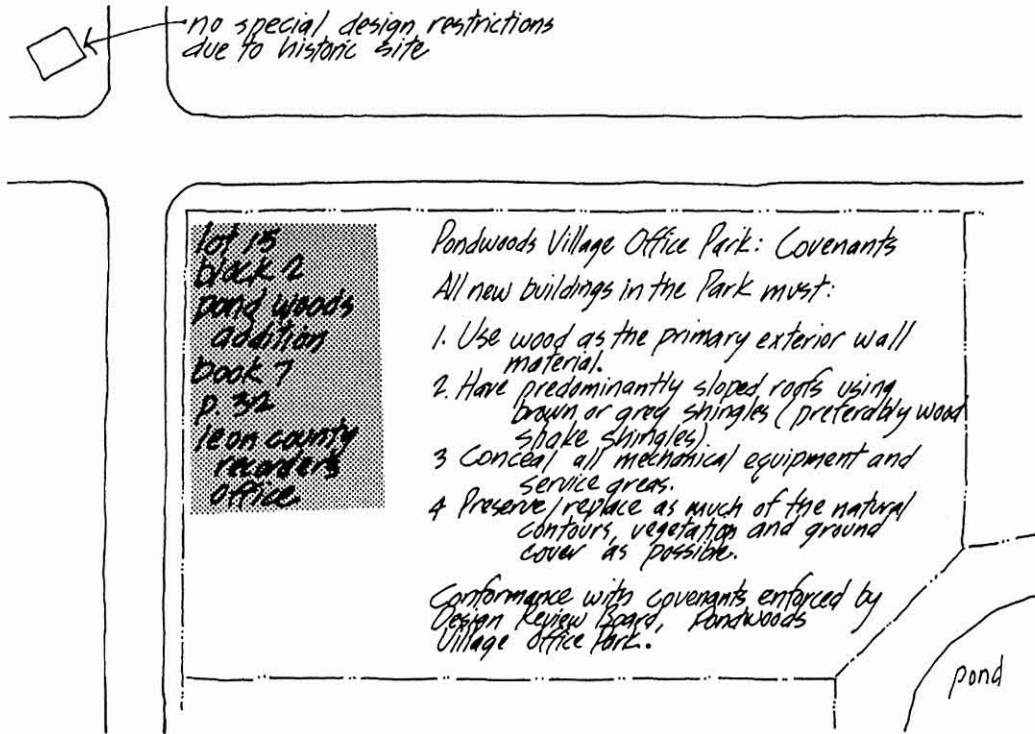 no special design restrictions
due to historic site
lot 15
block 2
pond woods
addition
book 7
p. 32
leon county
recorders
office
Pondwoods Village Office Park: Covenants
All new buildings in the Park must:
1. Use wood as the primary exterior wall
material.
2. Have predominantly sloped roofs using
brown or grey shingles (preferably wood
shake shingles)
3 Conceal all mechanical equipment and
service areas.
4 Preserve/replace as much of the natural
contours, vegetation and ground
cover as possible.
Conformance with covenants enforced by
Design Review Board, Pondwoods
Village Office Park.
pond